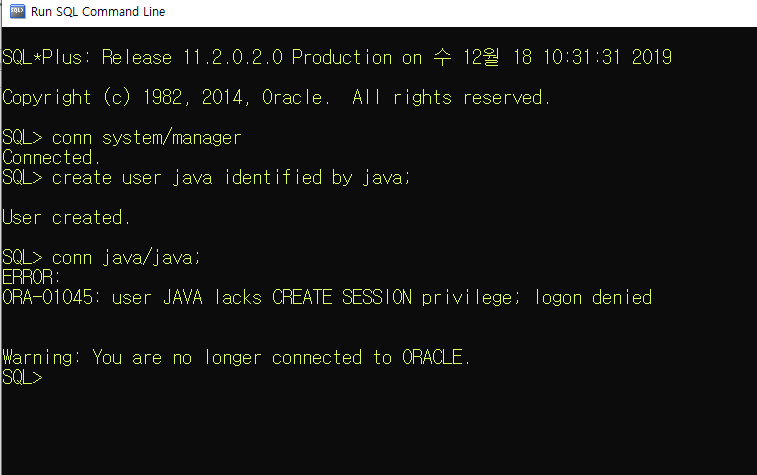 Run SQL Command Line
SQL*Plus: Release 11.2.0.2.0 Production on 수 12월 18 10:31:31 2019
Copyright (c) 1982, 2014, Oracle.  All rights reserved.
SQL> conn system/manager
Connected.
SQL> create user java identified by java;
User created.
SQL> conn java/java;
ERROR:
ORA-01045: user JAVA lacks CREATE SESSION privilege; logon denied
Warning: You are no longer connected to ORACLE.
SQL>